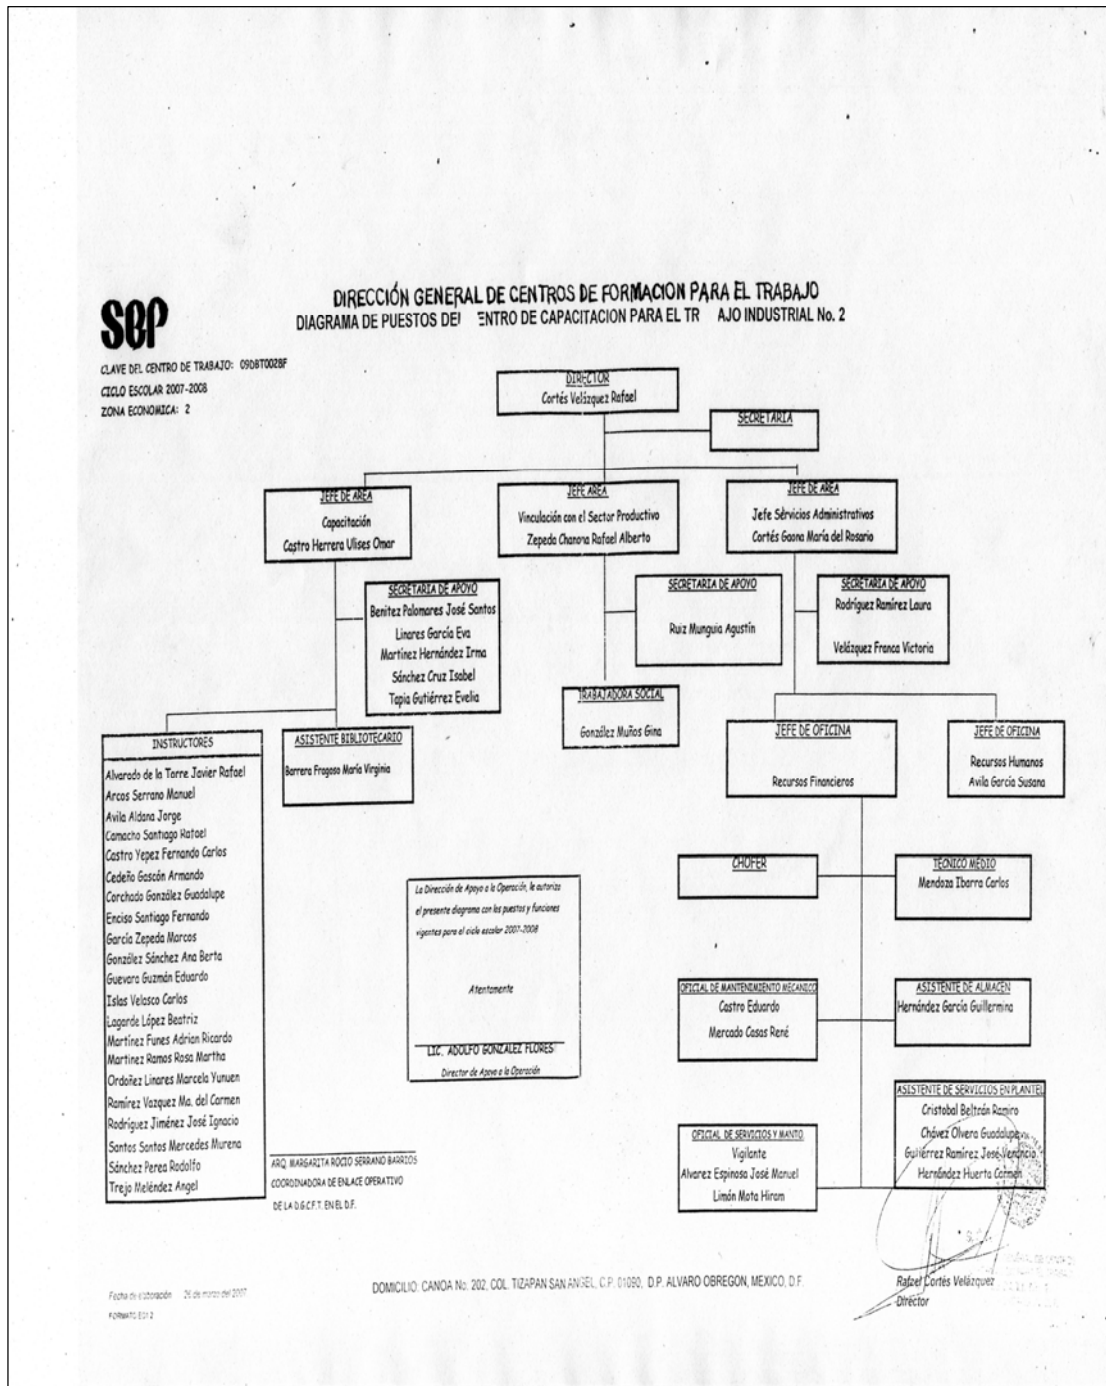 DIRECCIÓN GENERAL DE CENTROS DE FORMACION PARA EL TRABAJO
DIAGRAMA DE PUESTOS DEL ENTRO DE CAPACITACION PARA EL TR AJO INDUSTRIAL No. 2
SEP
CLAVE DEL CENTRO DE TRABAJO: 09DBT0028F
CICLO ESCOLAR 2007-2008
ZONA ECONOMICA: 2
DIRECTOR
Cortés Velázquez Rafael
SECRETARIA
JEFE DE AREA
Capacitación
Castro Herrera Ulises Omar
JEFE AREA
Vinculación con el Sector Productivo
Zepeda Chanona Rafael Alberto
JEFE DE AREA
Jefe Sérvicios Administrativos
Cortés Gaona María del Rosario
SECRETARIA DE APOYO
Benitez Palomares José Santos
Linares García Eva
Martínez Hernández Irma
Sánchez Cruz Isabel
Tapia Gutiérrez Evelia
SECRETARIA DE APOYO
Ruiz Munguia Agustín
SECRETARIA DE APOYO
Rodríguez Ramírez Laura
Velázquez Franca Victoria
TRABAJADORA SOCIAL
González Muños Gina
INSTRUCTORES
Alvarado de la Torre Javier Rafael
Arcos Serrano Manuel
Avila Aldana Jorge
Camacho Santiago Rafael
Castro Yepez Fernando Carlos
Cedeño Gascón Armando
Corchado González Guadalupe
Enciso Santiago Fernando
García Zepeda Marcos
González Sánchez Ana Berta
Guevara Guzmán Eduardo
Islas Velasco Carlos
Lagarde López Beatriz
Martínez Funes Adrian Ricardo
Martinez Ramos Rosa Martha
Ordoñez Linares Marcela Yunuen
Ramírez Vazquez Ma. del Carmen
Rodríguez Jiménez José Ignacio
Santos Santos Mercedes Murena
Sánchez Perea Rodolfo
Trejo Meléndez Angel
ASISTENTE BIBLIOTECARIO
Barrera Fragoso María Virginia
JEFE DE OFICINA
Recursos Financieros
JEFE DE OFICINA
Recursos Humanos
Avila García Susana
CHOFER
TÉCNICO MEDIO
Mendoza Ibarra Carlos
OFICIAL DE MANTENIMIENTO MECANICO
Castro Eduardo
Mercado Casas René
ASISTENTE DE ALMACEN
Hernández García Guillermina
OFICIAL DE SERVICIOS Y MANTO
Vigilante
Alvarez Espinosa José Manuel
Limón Mota Hiram
ASISTENTE DE SERVICIOS EN PLANTEL
Cristobal Beltrán Ramiro
Chávez Olvera Guadalupe
Gutiérrez Ramírez José Venancio
Hernández Huerta Carmen
La Dirección de Apoyo a la Operación, le autoriza
el presente diagrama con los puestos y funciones
vigentes para el ciclo escolar 2007-2008
Atentamente
LIC. ADOLFO GONZALEZ FLORES
Director de Apoyo a la Operación
ARQ. MARGARITA ROCIO SERRANO BARRIOS
COORDINADORA DE ENLACE OPERATIVO
DE LA D.G.C.F.T. EN EL D.F.
DOMICILIO: CANOA No. 202, COL. TIZAPAN SAN ANGEL, C.P. 01090, D.P. ALVARO OBREGON, MEXICO, D.F.
Rafael Cortés Velázquez
Director
Fecha de elaboración 26 de marzo del 2007